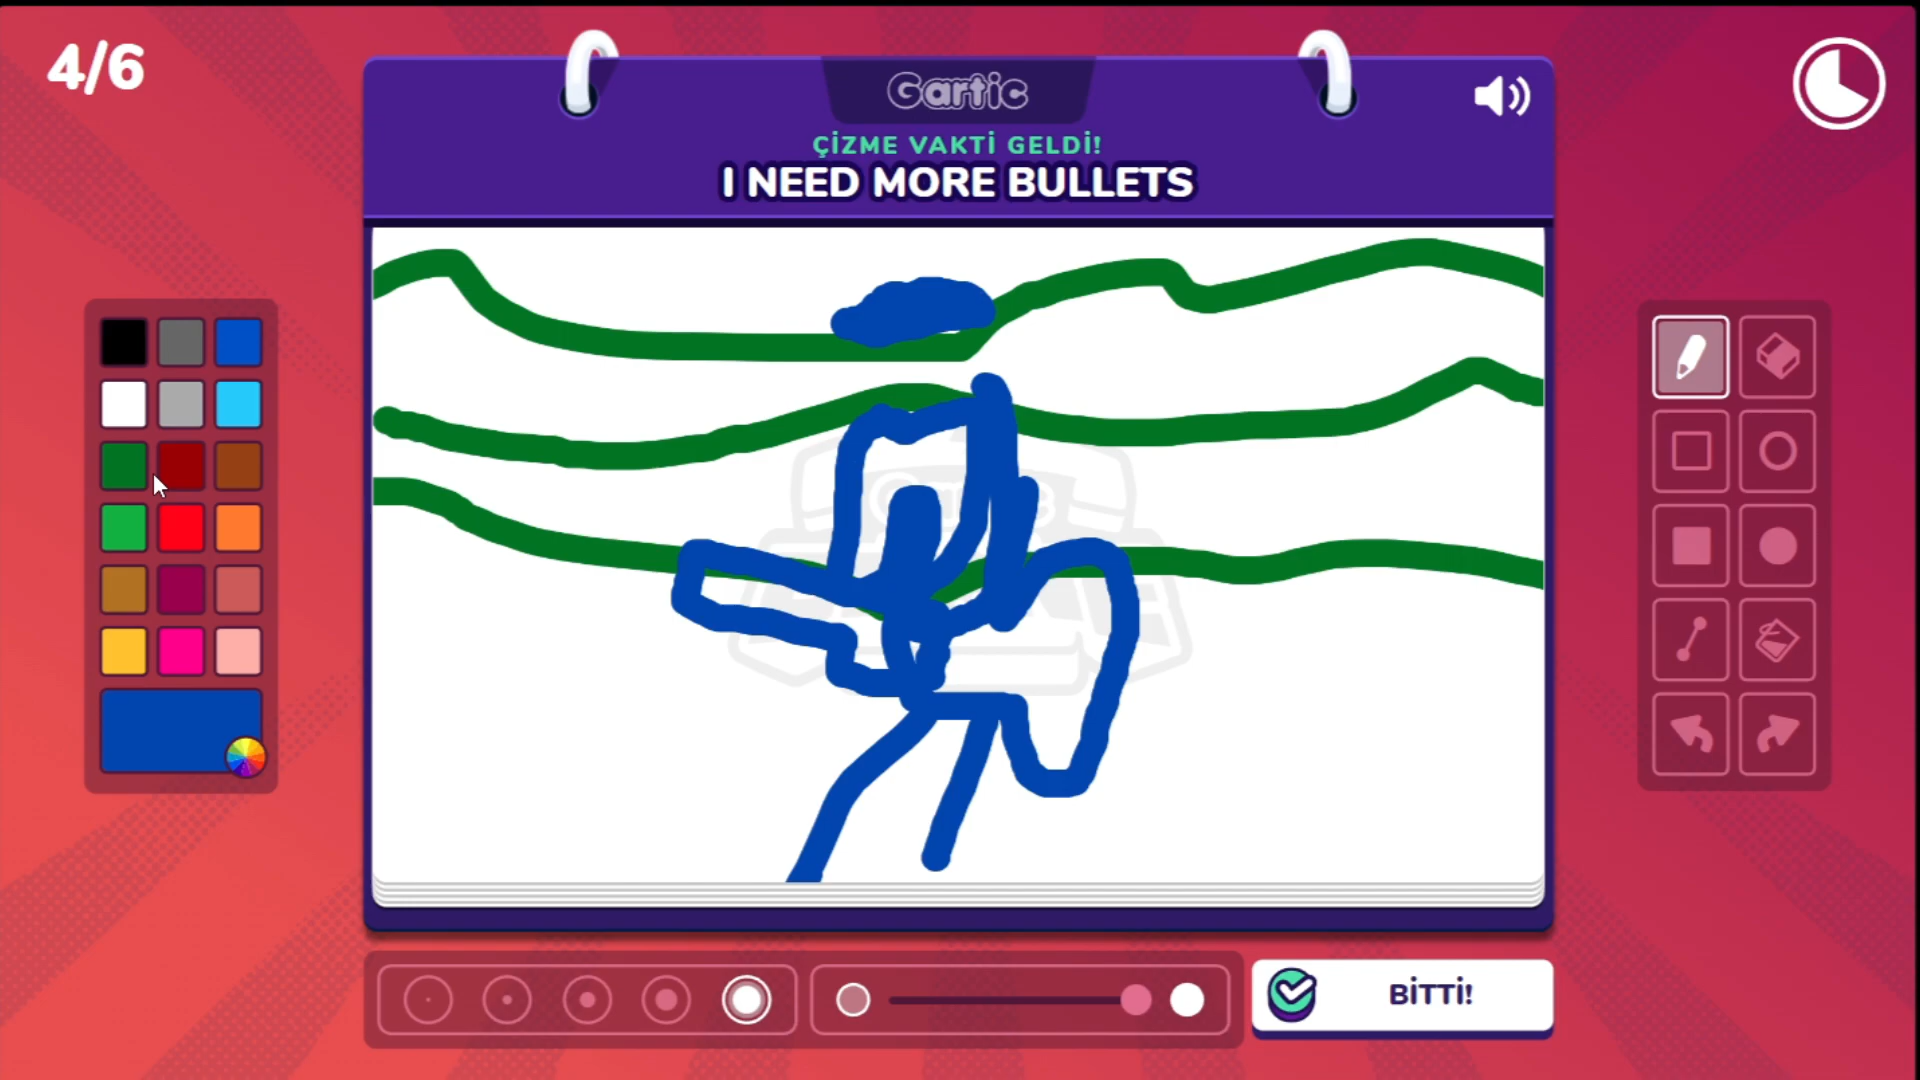 4/6
Gartic
ÇİZME VAKTİ GELDİ!
I NEED MORE BULLETS
BİTTİ!